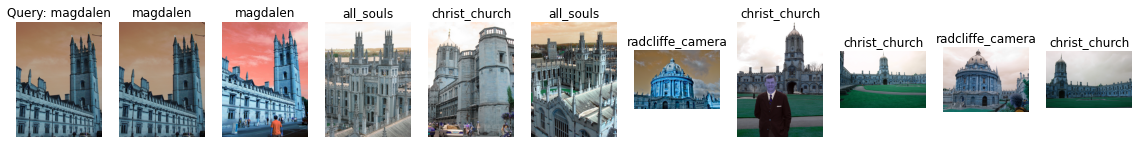 Query: magdalen
magdalen
magdalen
all_souls
christ_church
all_souls
radcliffe_camera
christ_church
christ_church
radcliffe_camera
christ_church